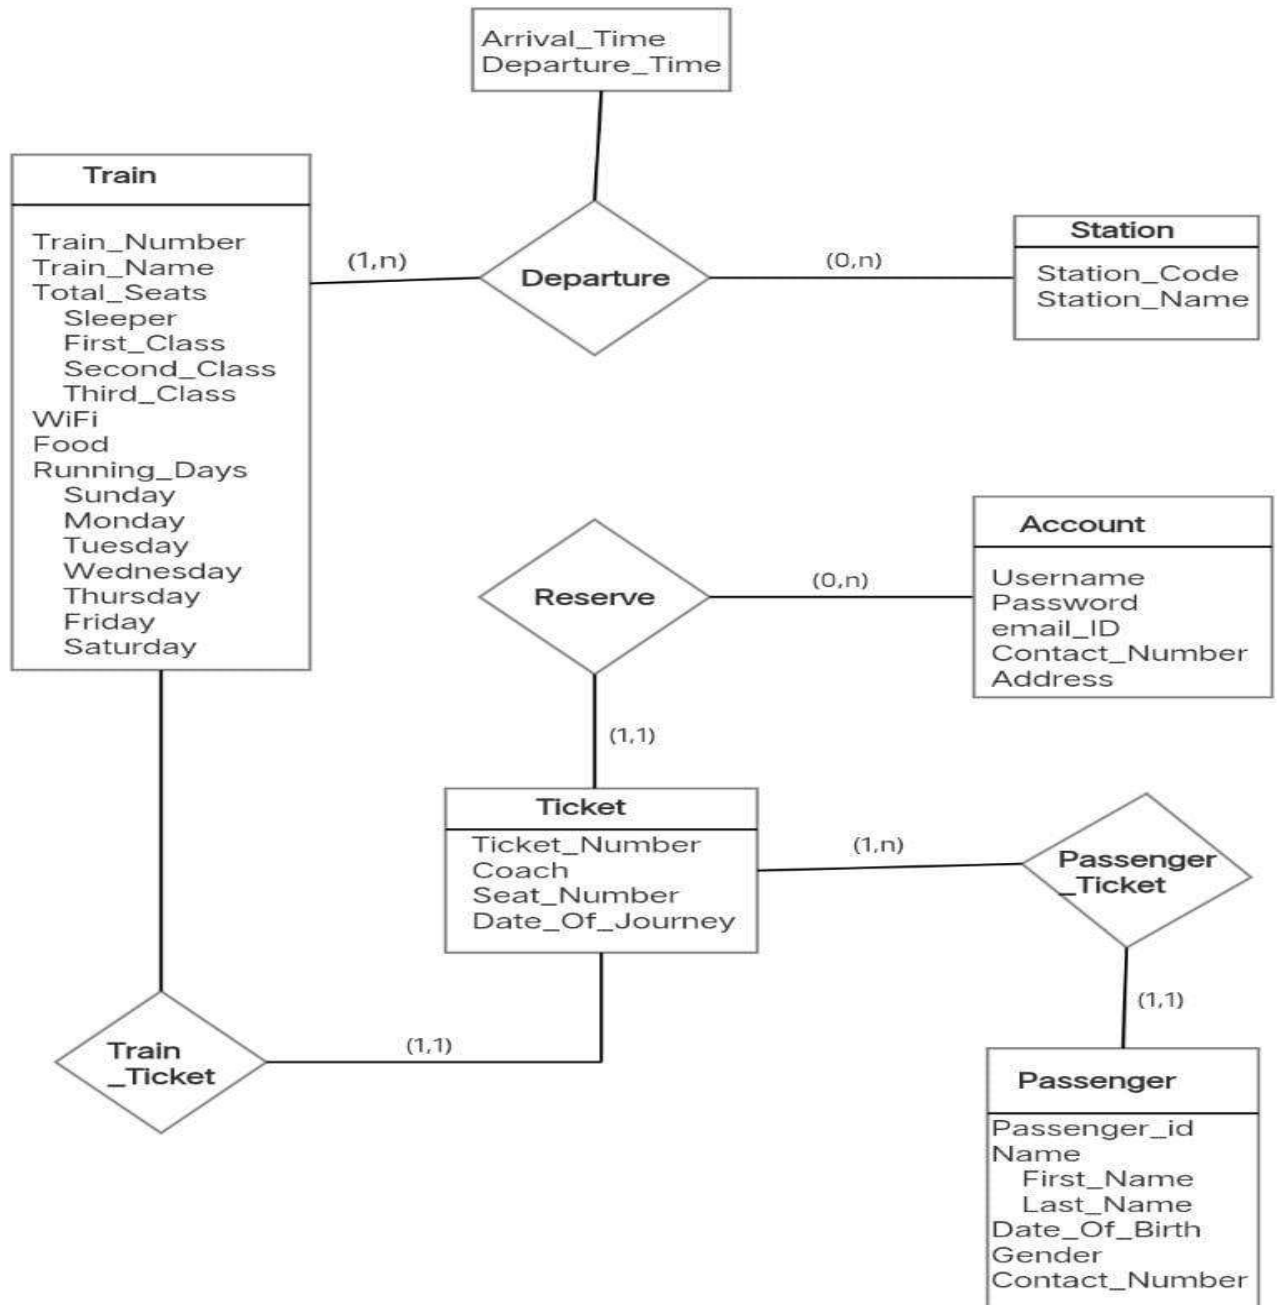 Arrival_Time
Departure_Time
Train
Train_Number
Train_Name
Total_Seats
Sleeper
First_Class
Second_Class
Third_Class
WiFi
Food
Running_Days
Sunday
Monday
Tuesday
Wednesday
Thursday
Friday
Saturday
(1,n)
Departure
(0,n)
Station
Station_Code
Station_Name
Reserve
(0,n)
Account
Username
Password
email_ID
Contact_Number
Address
(1,1)
Ticket
Ticket_Number
Coach
Seat_Number
Date_Of_Journey
(1,n)
Passenger
_Ticket
(1,1)
Train
_Ticket
(1,1)
Passenger
Passenger_id
Name
First_Name
Last_Name
Date_Of_Birth
Gender
Contact_Number